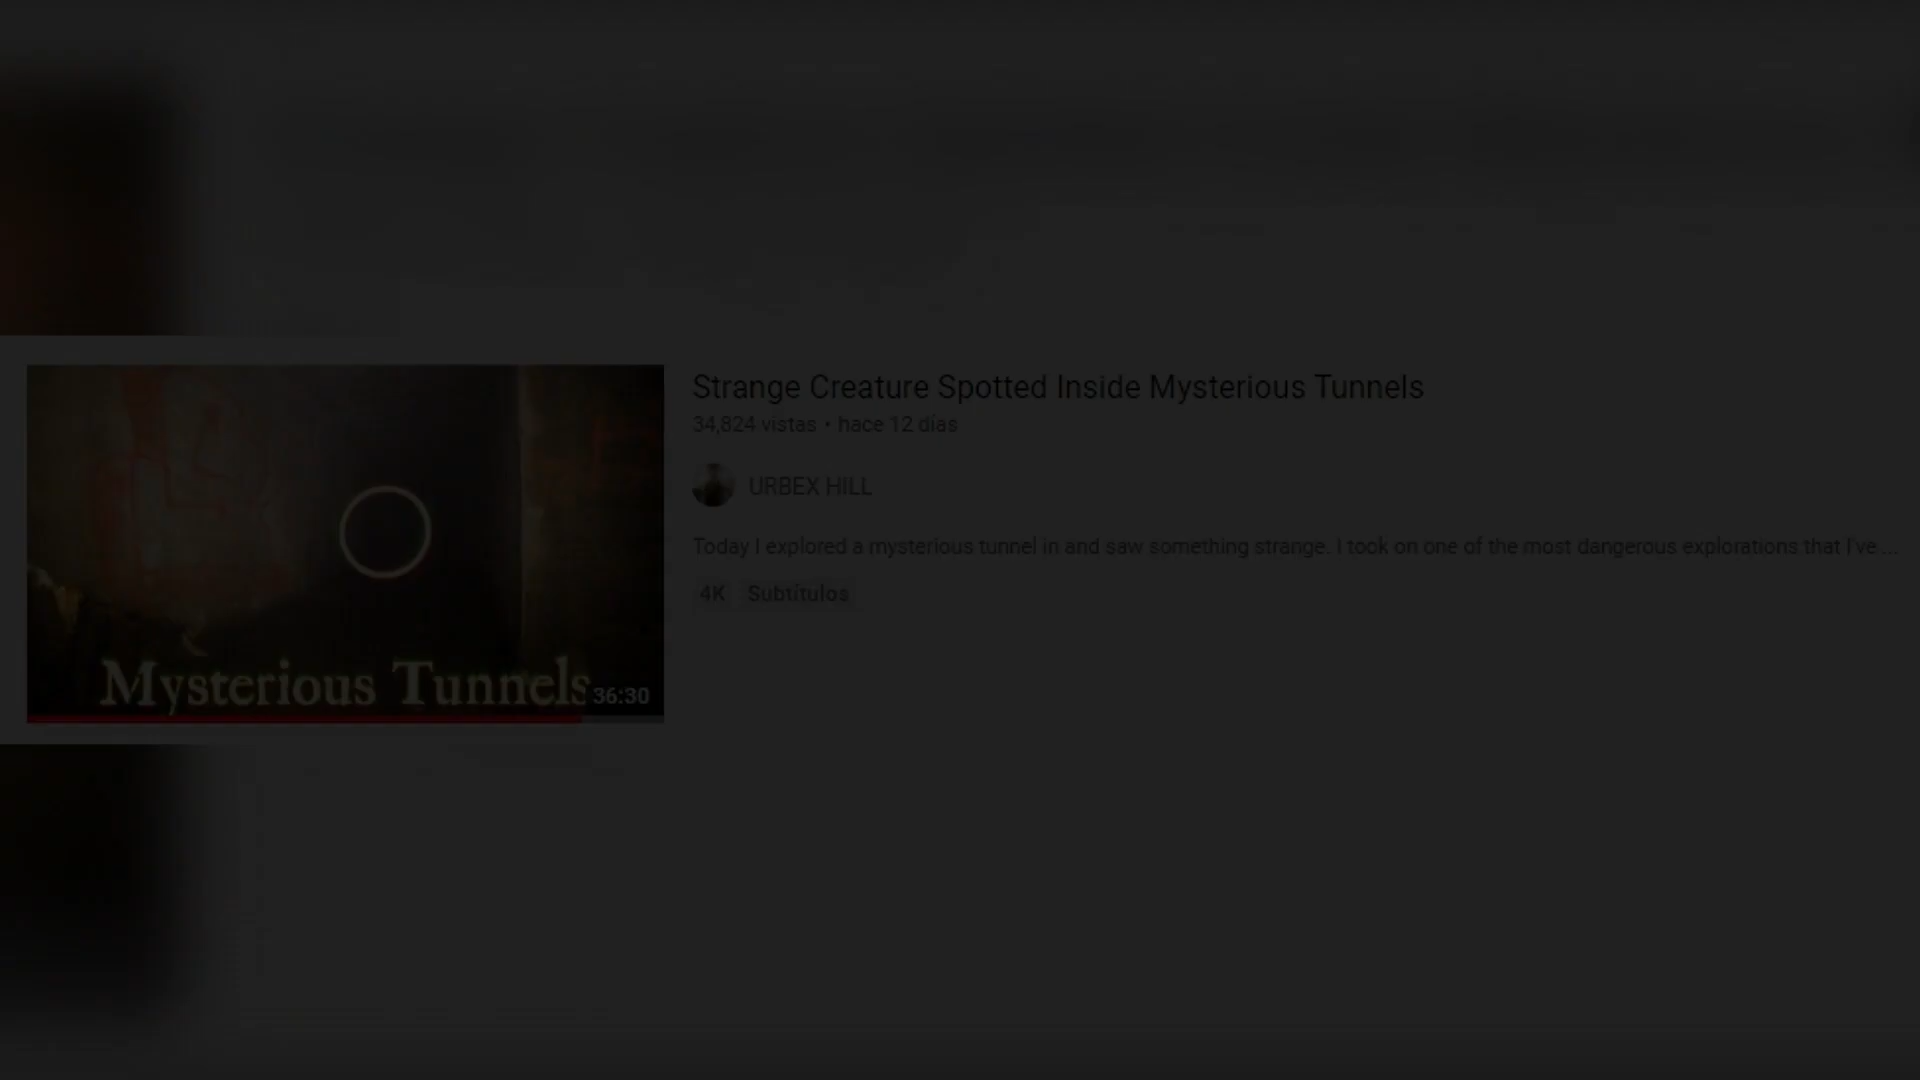 Mysterious Tunnels
36:30
Strange Creature Spotted Inside Mysterious Tunnels
34,824 vistas • hace 12 días
URBEX HILL
Today I explored a mysterious tunnel in and saw something strange. I took on one of the most dangerous explorations that I've ...
4K Subtítulos